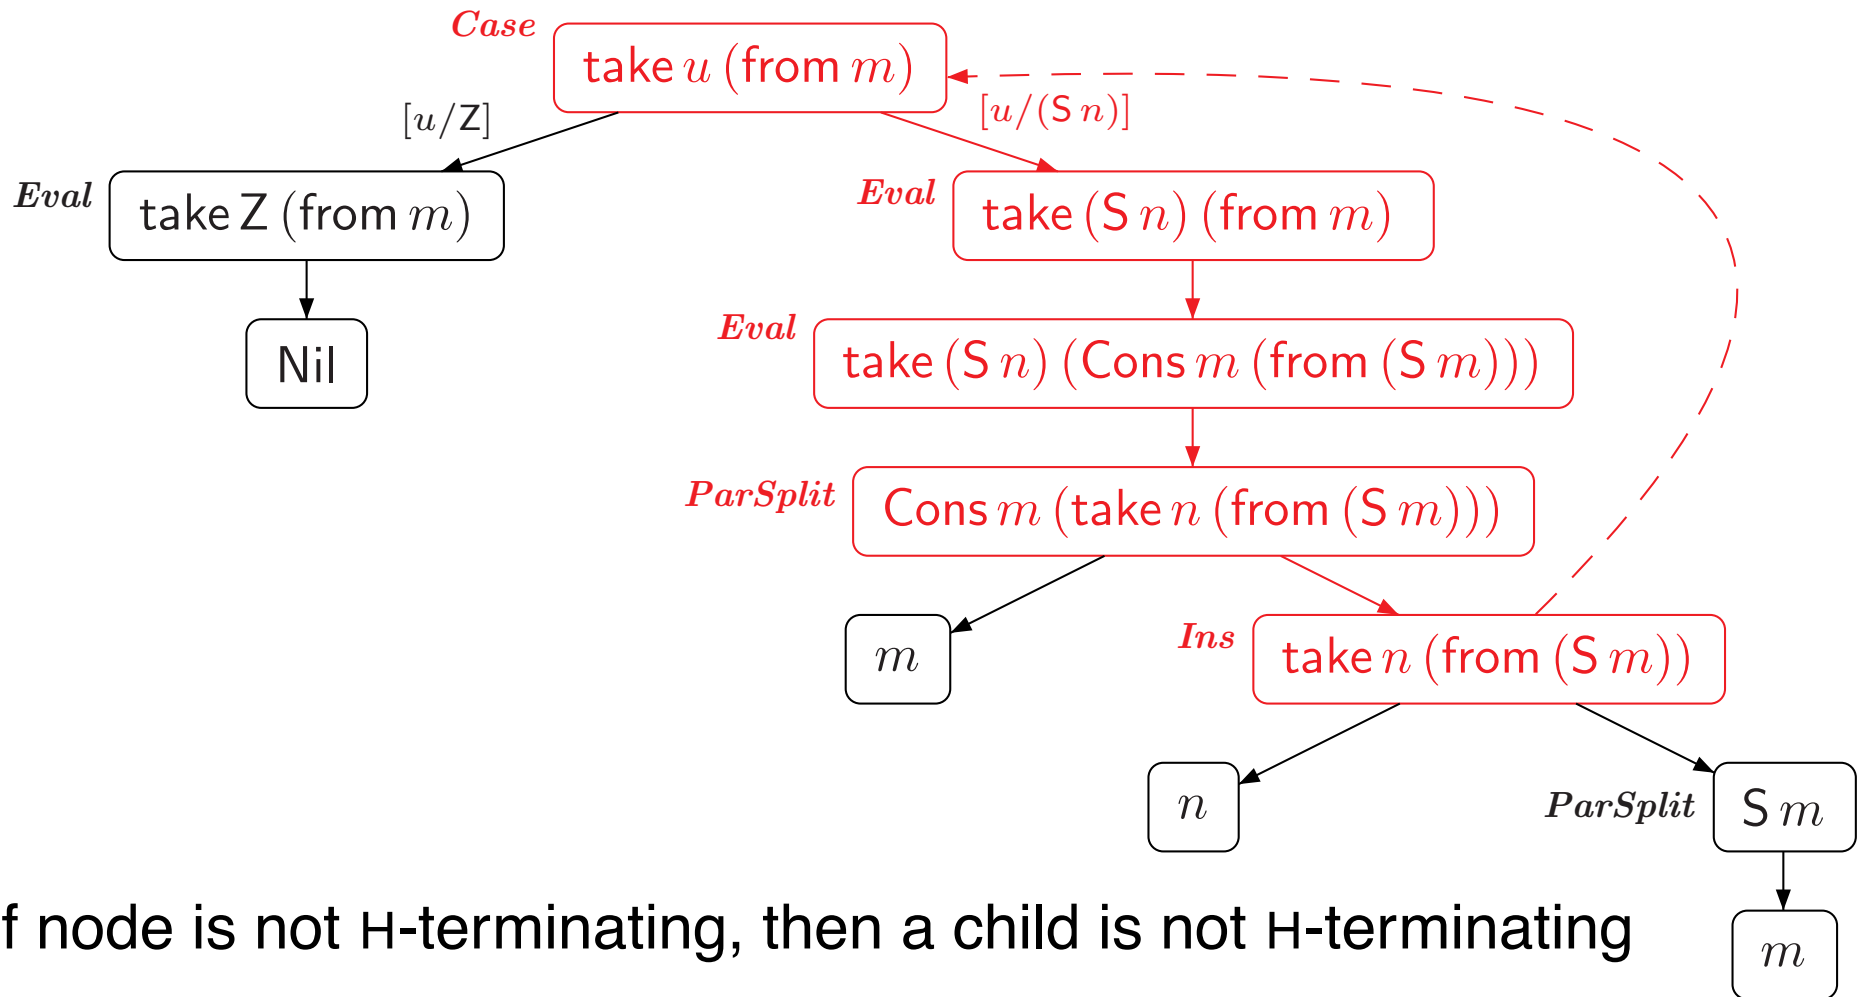 Case
take u (from m)
[u/Z]
[u/(S n)]
Eval
take Z (from m)
Eval
take (S n) (from m)
Nil
Eval
take (S n) (Cons m (from (S m)))
ParSplit
Cons m (take n (from (S m)))
m
Ins
take n (from (S m))
n
ParSplit
S m
f node is not H-terminating, then a child is not H-terminating
m